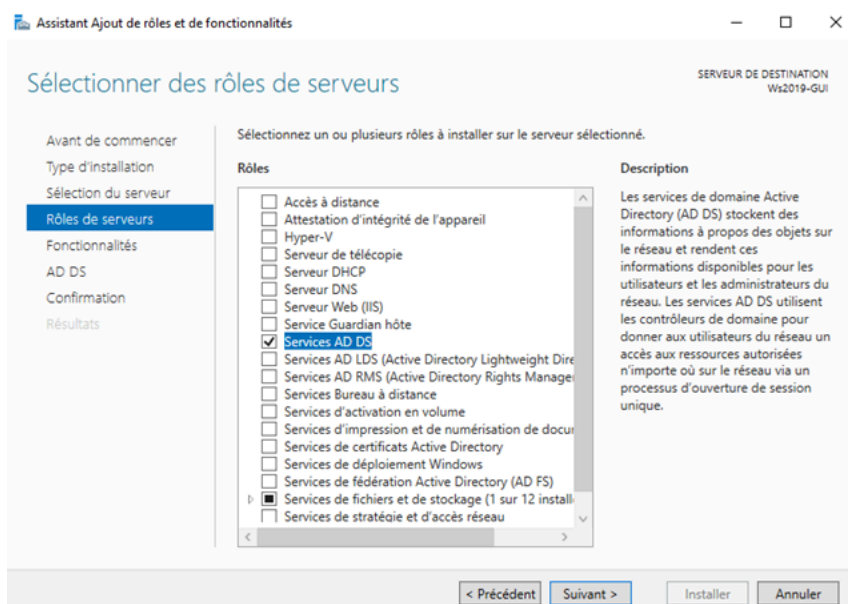 Assistant Ajout de rôles et de fonctionnalités
Sélectionner des rôles de serveurs
SERVEUR DE DESTINATION
Ws2019-GUI
Avant de commencer
Type d'installation
Sélection du serveur
Rôles de serveurs
Fonctionnalités
AD DS
Confirmation
Résultats
Sélectionnez un ou plusieurs rôles à installer sur le serveur sélectionné.
Rôles
Accès à distance
Attestation d'intégrité de l'appareil
Hyper-V
Serveur de télécopie
Serveur DHCP
Serveur DNS
Serveur Web (IIS)
Service Guardian hôte
Services AD DS
Services AD LDS (Active Directory Lightweight Dire
Services AD RMS (Active Directory Rights Manage
Services Bureau à distance
Services d'activation en volume
Services d'impression et de numérisation de docu
Services de certificats Active Directory
Services de déploiement Windows
Services de fédération Active Directory (AD FS)
Services de fichiers et de stockage (1 sur 12 install
Services de stratégie et d'accès réseau
Description
Les services de domaine Active
Directory (AD DS) stockent des
informations à propos des objets sur
le réseau et rendent ces
informations disponibles pour les
utilisateurs et les administrateurs du
réseau. Les services AD DS utilisent
les contrôleurs de domaine pour
donner aux utilisateurs du réseau un
accès aux ressources autorisées
n'importe où sur le réseau via un
processus d'ouverture de session
unique.
< Précédent
Suivant >
Installer
Annuler